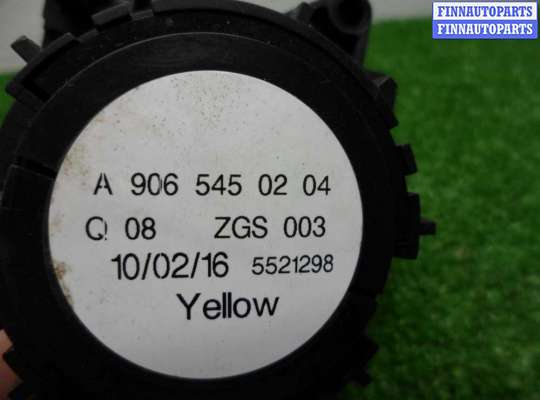 FINNAUTOPARTS
FINNAUTOPARTS
A 906 545 02 04
Q 08 ZGS 003
10/02/16 5521298
Yellow